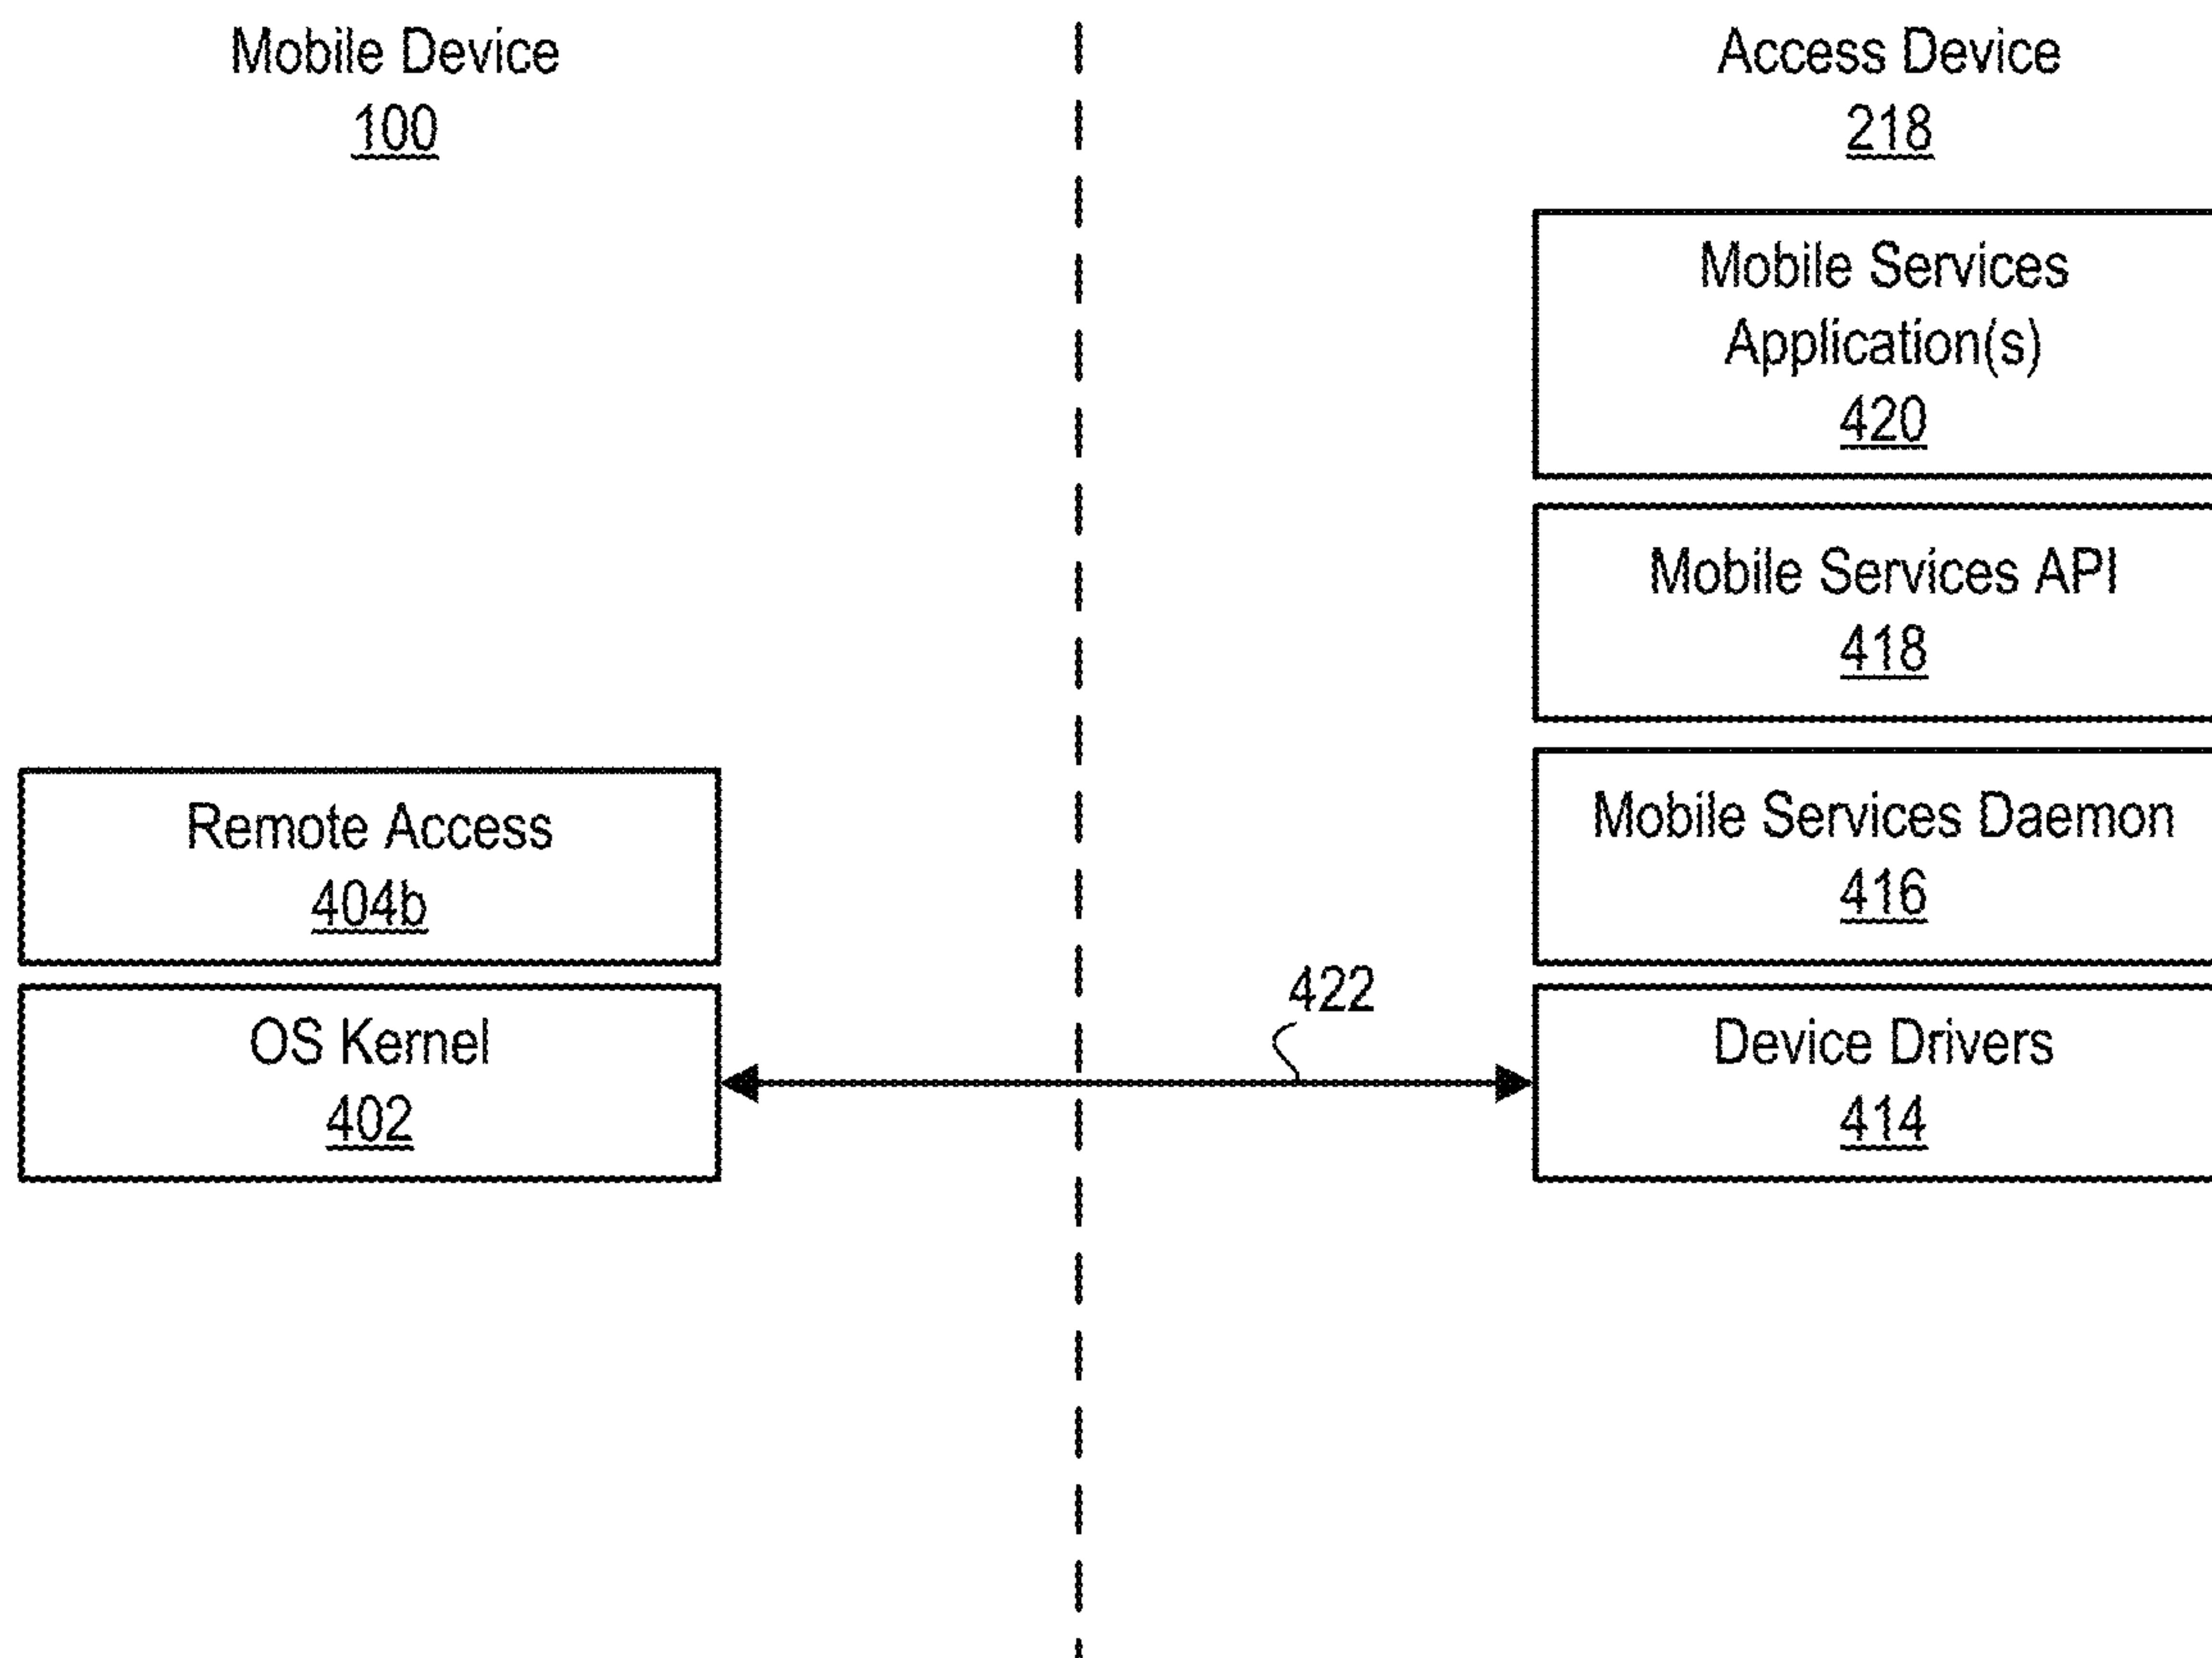 Mobile Device
100
Access Device
218
Mobile Services
Application(s)
420
Mobile Services API
418
Remote Access
404b
Mobile Services Daemon
416
422
OS Kernel
402
Device Drivers
414